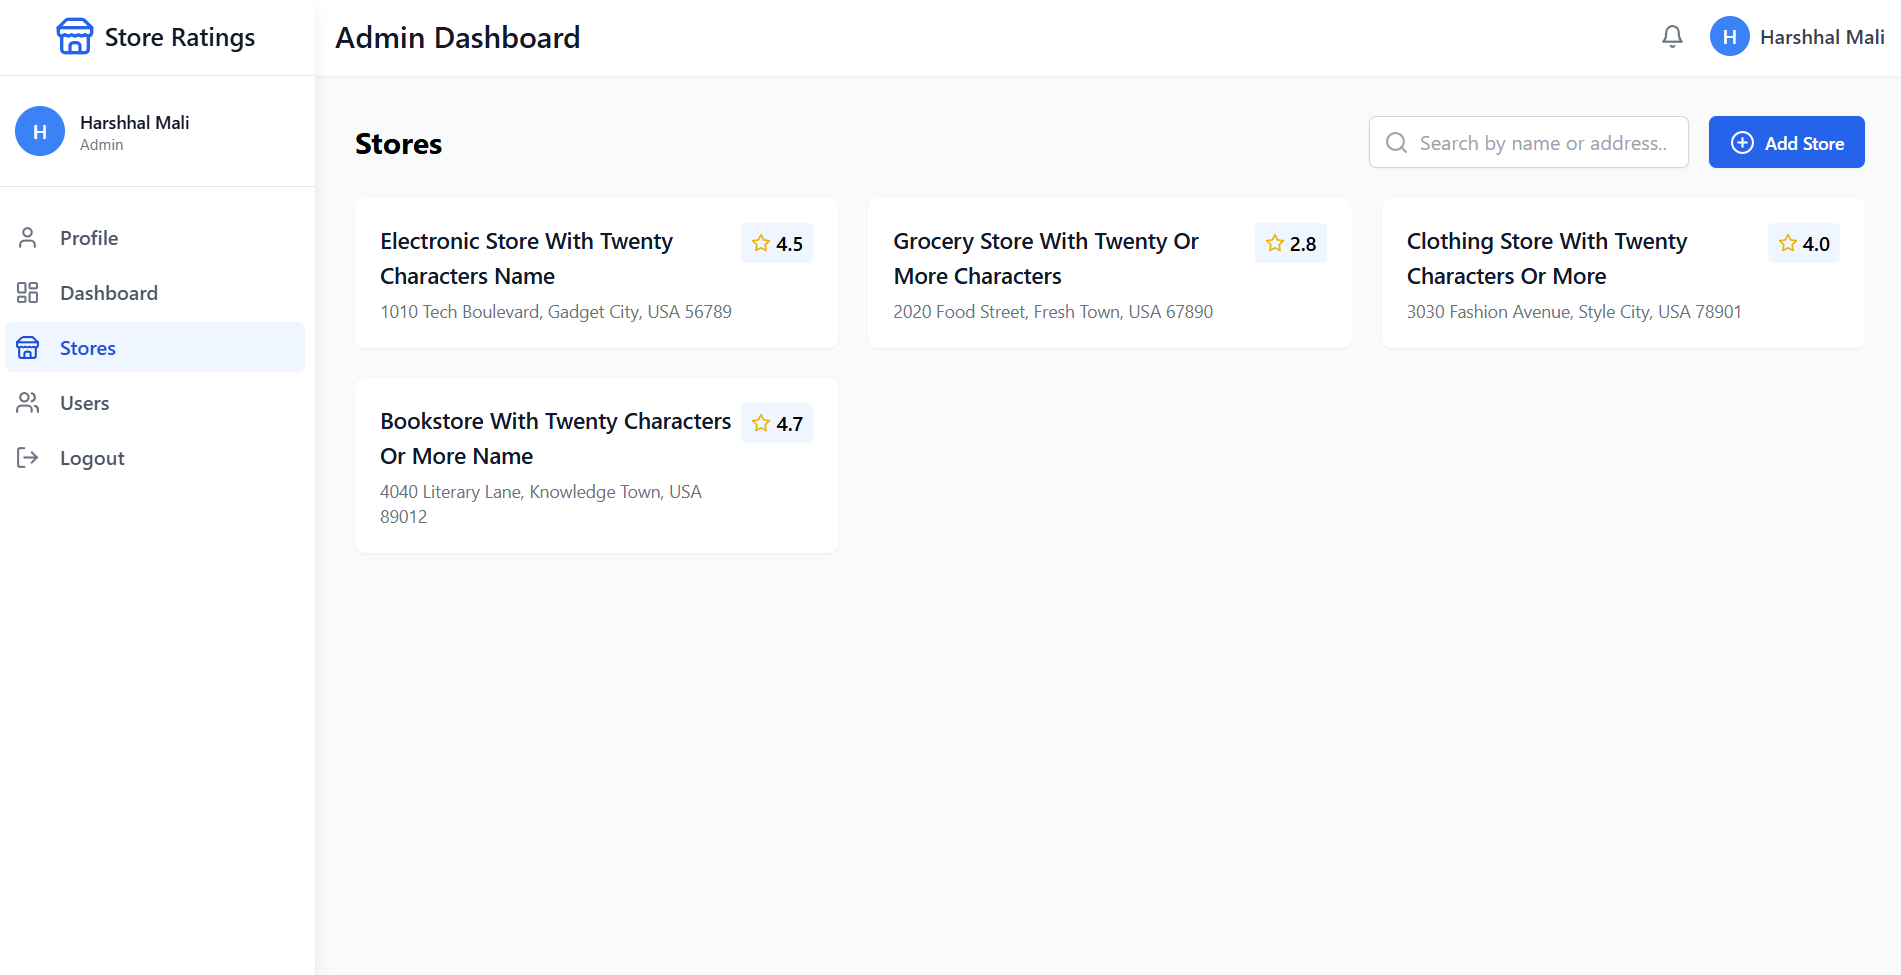 Store Ratings
Admin Dashboard
H
Harshhal Mali
H
Harshhal Mali
Admin
Profile
Dashboard
Stores
Users
Logout
Stores
Search by name or address..
Add Store
Electronic Store With Twenty
Characters Name
4.5
1010 Tech Boulevard, Gadget City, USA 56789
Grocery Store With Twenty Or
More Characters
2.8
2020 Food Street, Fresh Town, USA 67890
Clothing Store With Twenty
Characters Or More
4.0
3030 Fashion Avenue, Style City, USA 78901
Bookstore With Twenty Characters
Or More Name
4.7
4040 Literary Lane, Knowledge Town, USA
89012